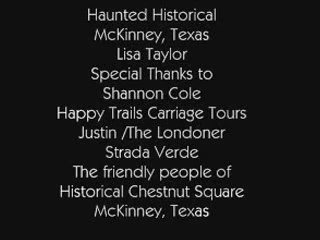 Haunted Historical
McKinney, Texas
Lisa Taylor
Special Thanks to
Shannon Cole
Happy Trails Carriage Tours
Justin /The Londoner
Strada Verde
The friendly people of
Historical Chestnut Square
McKinney, Texas